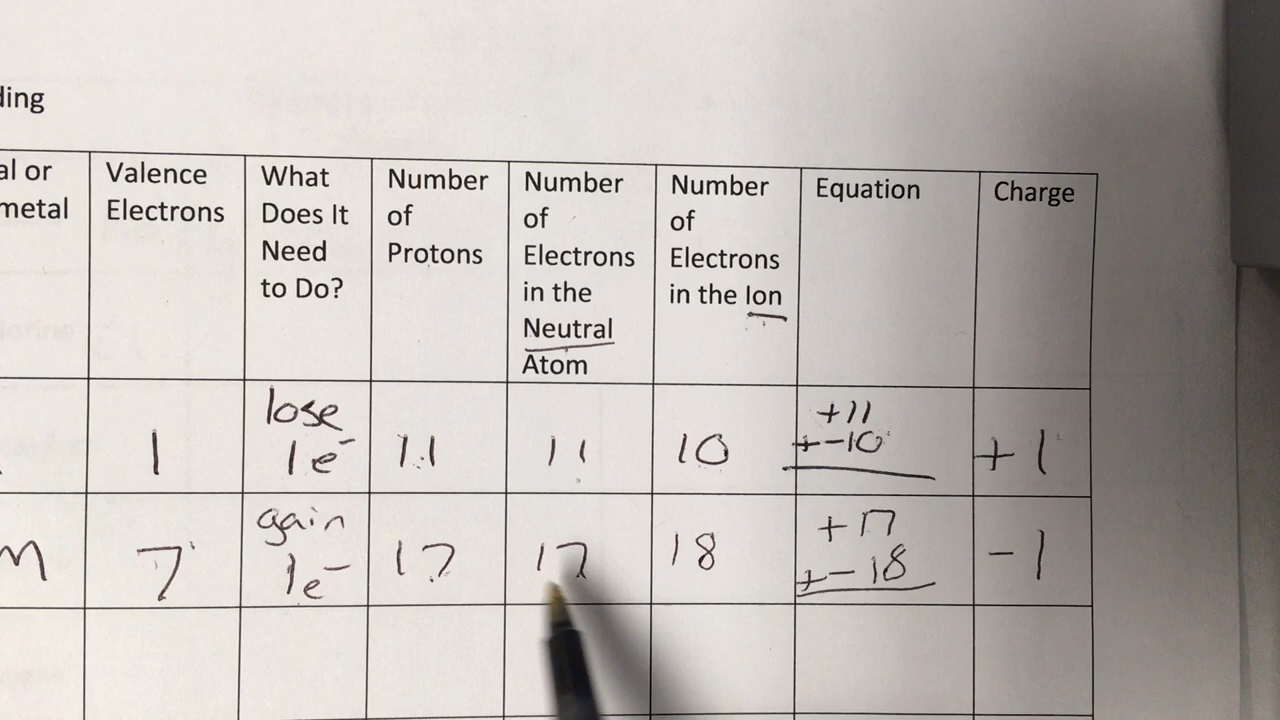 ding
al or
metal
Valence
Electrons
What
Does It
Need
to Do?
Number
of
Protons
Number
of
Electrons
in the
Neutral
Atom
Number
of
Electrons
in the Ion
Equation
Charge
1
lose
1e⁻
11
11
10
+11
+-10
+1
M
7
gain
1e⁻
17
17
18
+17
+-18
-1